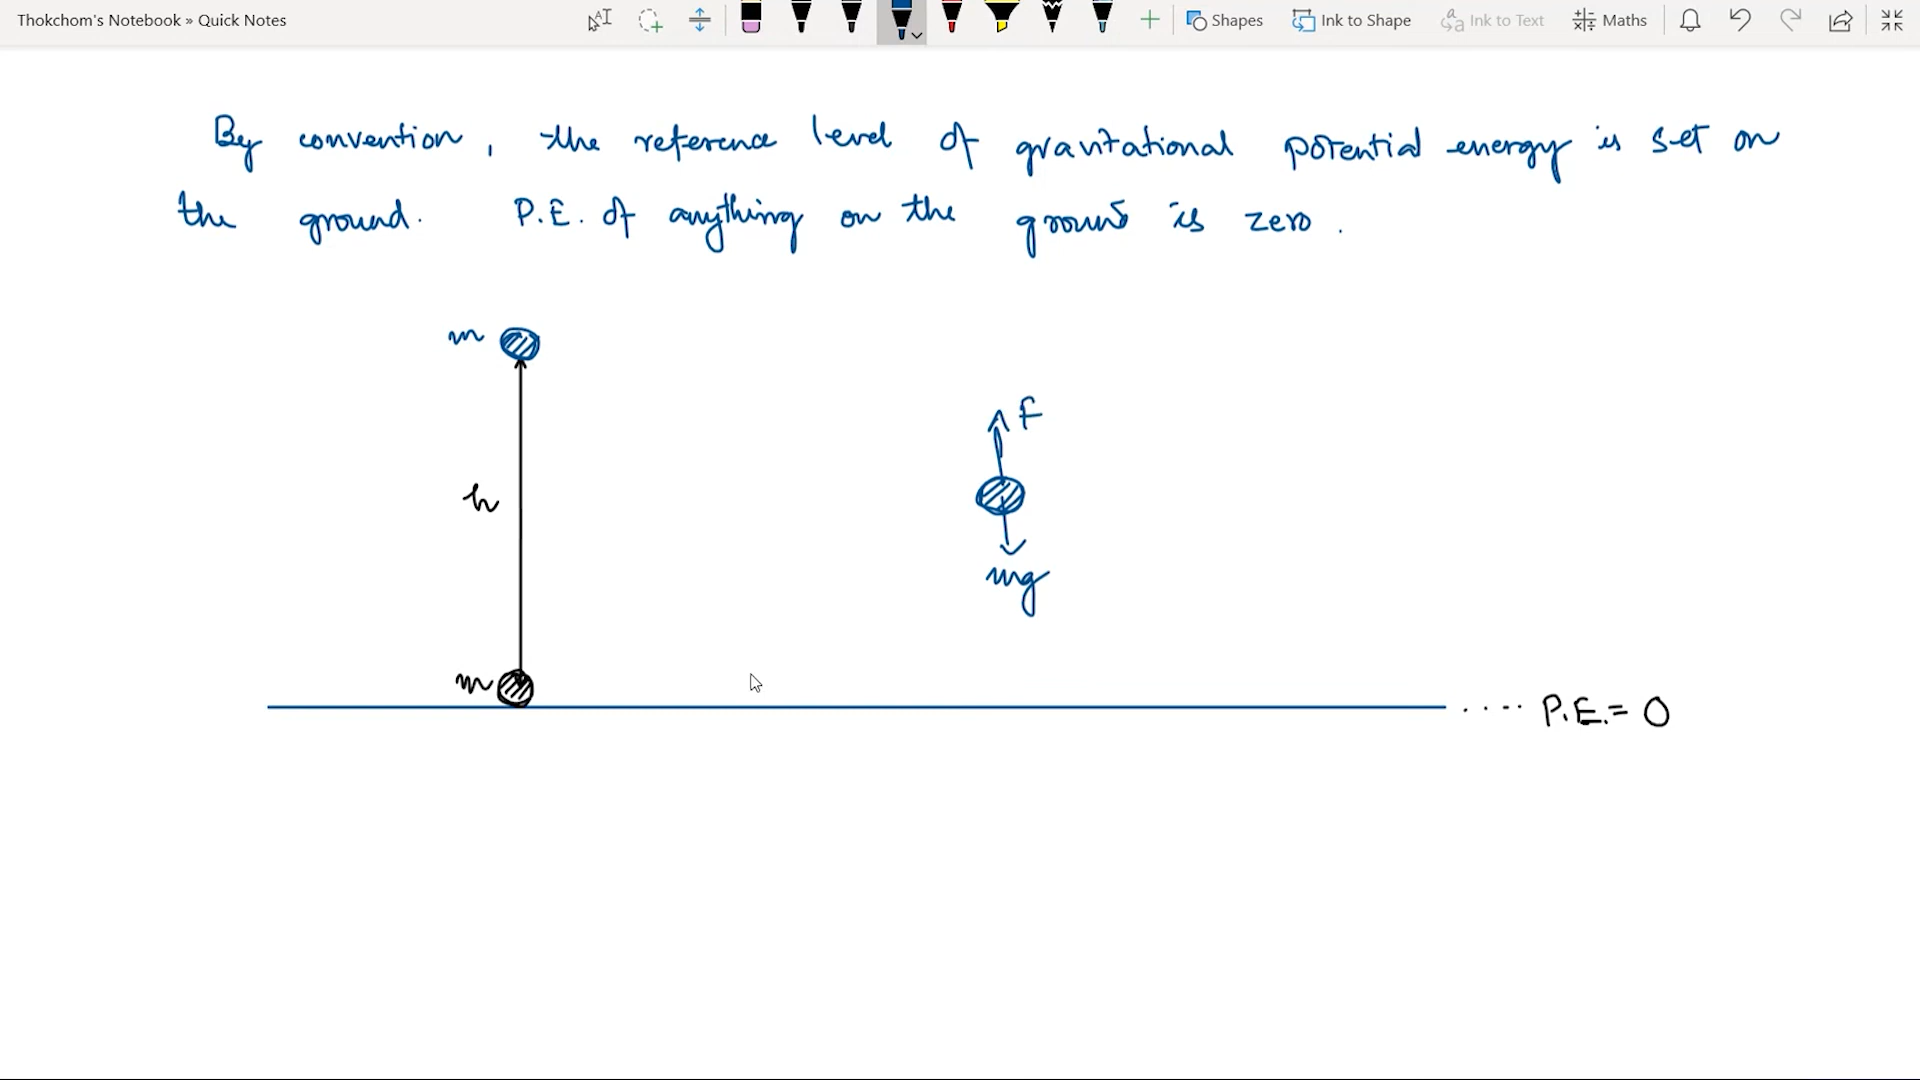 Thokchom's Notebook » Quick Notes
Shapes Ink to Shape Ink to Text Maths
By convention, the reference level of gravitational potential energy is set on
the ground. P.E. of anything on the ground is zero.
m
F
h
mg
m
.... P.E. = 0